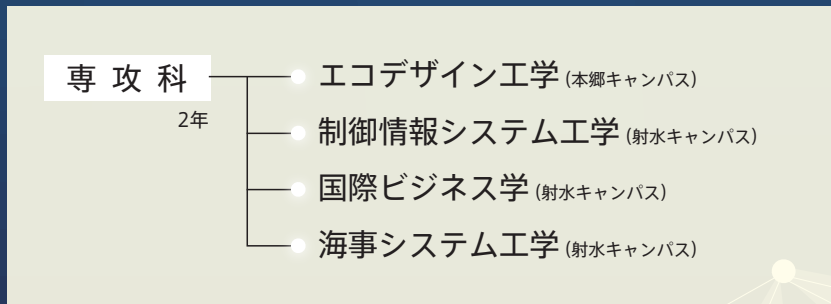 専攻科
2年
エコデザイン工学 (本郷キャンパス)
制御情報システム工学 (射水キャンパス)
国際ビジネス学 (射水キャンパス)
海事システム工学 (射水キャンパス)